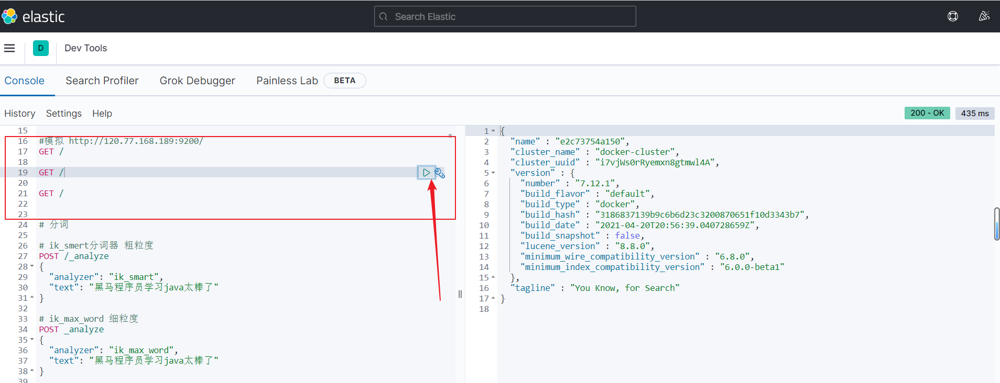 elastic
Search Elastic
D
Dev Tools
Console
Search Profiler
Grok Debugger
Painless Lab
BETA
History
Settings
Help
200 - OK
435 ms
15
16 #模拟 http://120.77.168.189:9200/
17 GET /
18
19 GET /
20
21 GET /
22
23
24 # 分词
25
26 # ik_smert分词器 粗粒度
27 POST /_analyze
28 {
29 "analyzer": "ik_smart",
30 "text": "黑马程序员学习java太棒了"
31 }
32
33 # ik_max_word 细粒度
34 POST _analyze
35 {
36 "analyzer": "ik_max_word",
37 "text": "黑马程序员学习java太棒了"
38 }
39
1 {
2 "name" : "e2c73754a150",
3 "cluster_name" : "docker-cluster",
4 "cluster_uuid" : "i7vjWs0rRyemxn8gtmwl4A",
5 "version" : {
6 "number" : "7.12.1",
7 "build_flavor" : "default",
8 "build_type" : "docker",
9 "build_hash" : "3186837139b9c6b6d23c3200870651f10d3343b7",
10 "build_date" : "2021-04-20T20:56:39.040728659Z",
11 "build_snapshot" : false,
12 "lucene_version" : "8.8.0",
13 "minimum_wire_compatibility_version" : "6.8.0",
14 "minimum_index_compatibility_version" : "6.0.0-beta1"
15 },
16 "tagline" : "You Know, for Search"
17 }
18